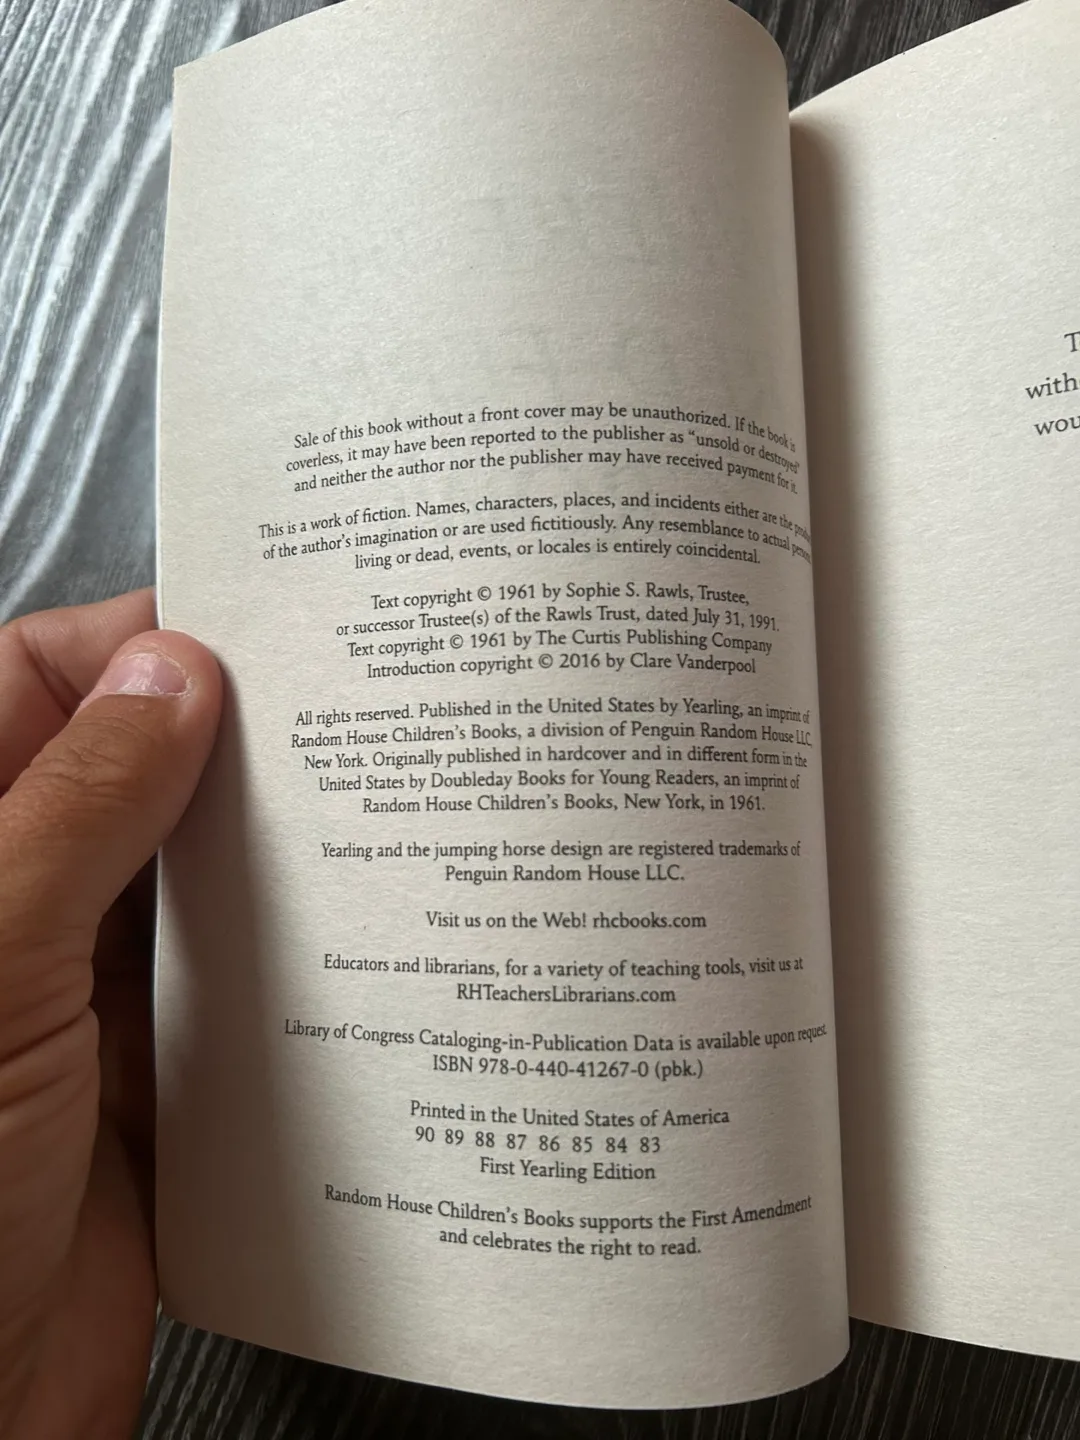 Sale of this book without a front cover may be unauthorized. If the book is
coverless, it may have been reported to the publisher as "unsold or destroyed"
and neither the author nor the publisher may have received payment for it.
This is a work of fiction. Names, characters, places, and incidents either are the
of the author's imagination or are used fictitiously. Any resemblance to actual
living or dead, events, or locales is entirely coincidental.
Text copyright © 1961 by Sophie S. Rawls, Trustee,
or successor Trustee(s) of the Rawls Trust, dated July 31, 1991.
Text copyright © 1961 by The Curtis Publishing Company
Introduction copyright © 2016 by Clare Vanderpool
All rights reserved. Published in the United States by Yearling, an imprint of
Random House Children's Books, a division of Penguin Random House LLC,
New York. Originally published in hardcover and in different form in the
United States by Doubleday Books for Young Readers, an imprint of
Random House Children's Books, New York, in 1961.
Yearling and the jumping horse design are registered trademarks of
Penguin Random House LLC.
Visit us on the Web! rhcbooks.com
Educators and librarians, for a variety of teaching tools, visit us at
RHTeachersLibrarians.com
Library of Congress Cataloging-in-Publication Data is available upon request.
ISBN 978-0-440-41267-0 (pbk.)
Printed in the United States of America
90 89 88 87 86 85 84 83
First Yearling Edition
Random House Children's Books supports the First Amendment
and celebrates the right to read.